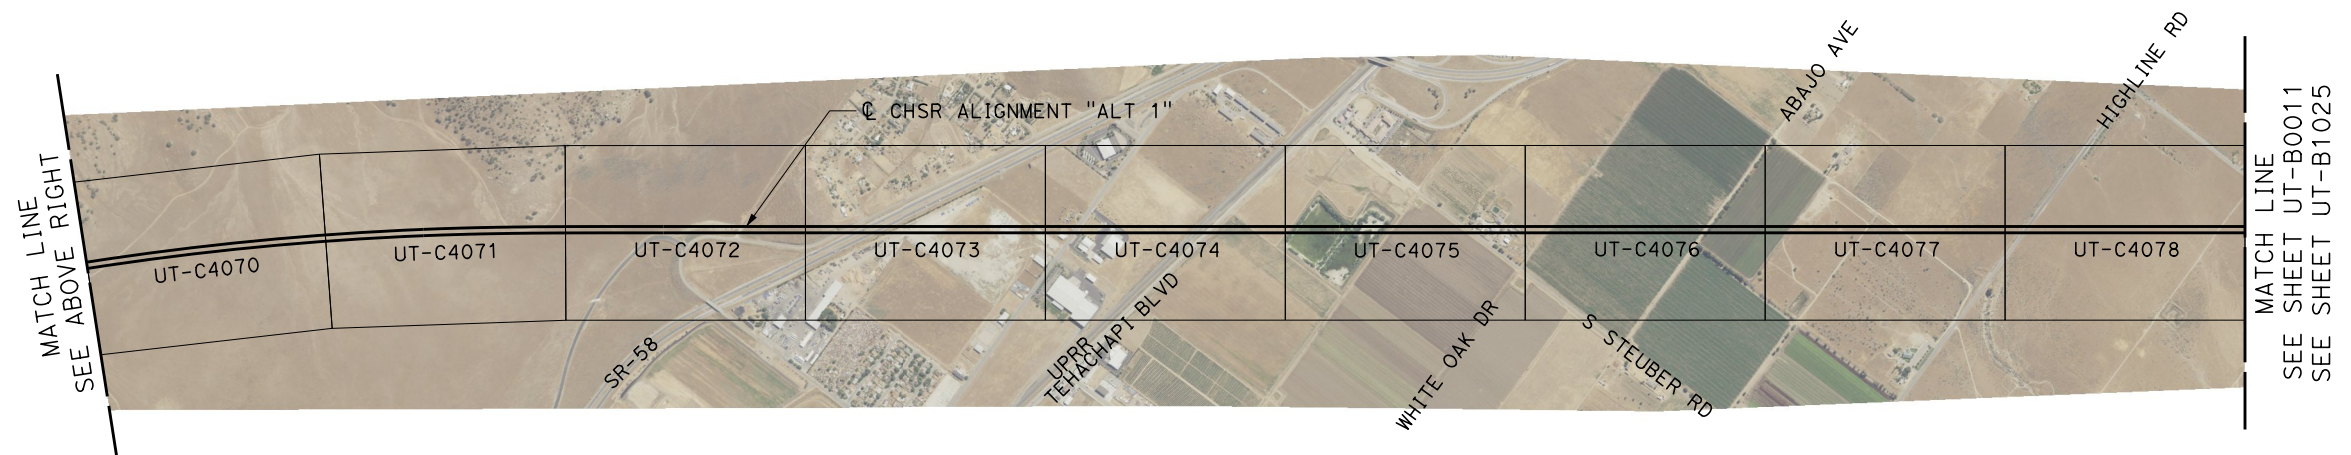 MATCH LINE
SEE ABOVE RIGHT
℄ CHSR ALIGNMENT "ALT 1"
ABAJO AVE
HIGHLINE RD
UT-C4070
UT-C4071
UT-C4072
UT-C4073
UT-C4074
UT-C4075
UT-C4076
UT-C4077
UT-C4078
SR-58
UPRR
TEHACHAPI BLVD
WHITE OAK DR
S STEUBER RD
MATCH LINE
SEE SHEET UT-B0011
SEE SHEET UT-B1025